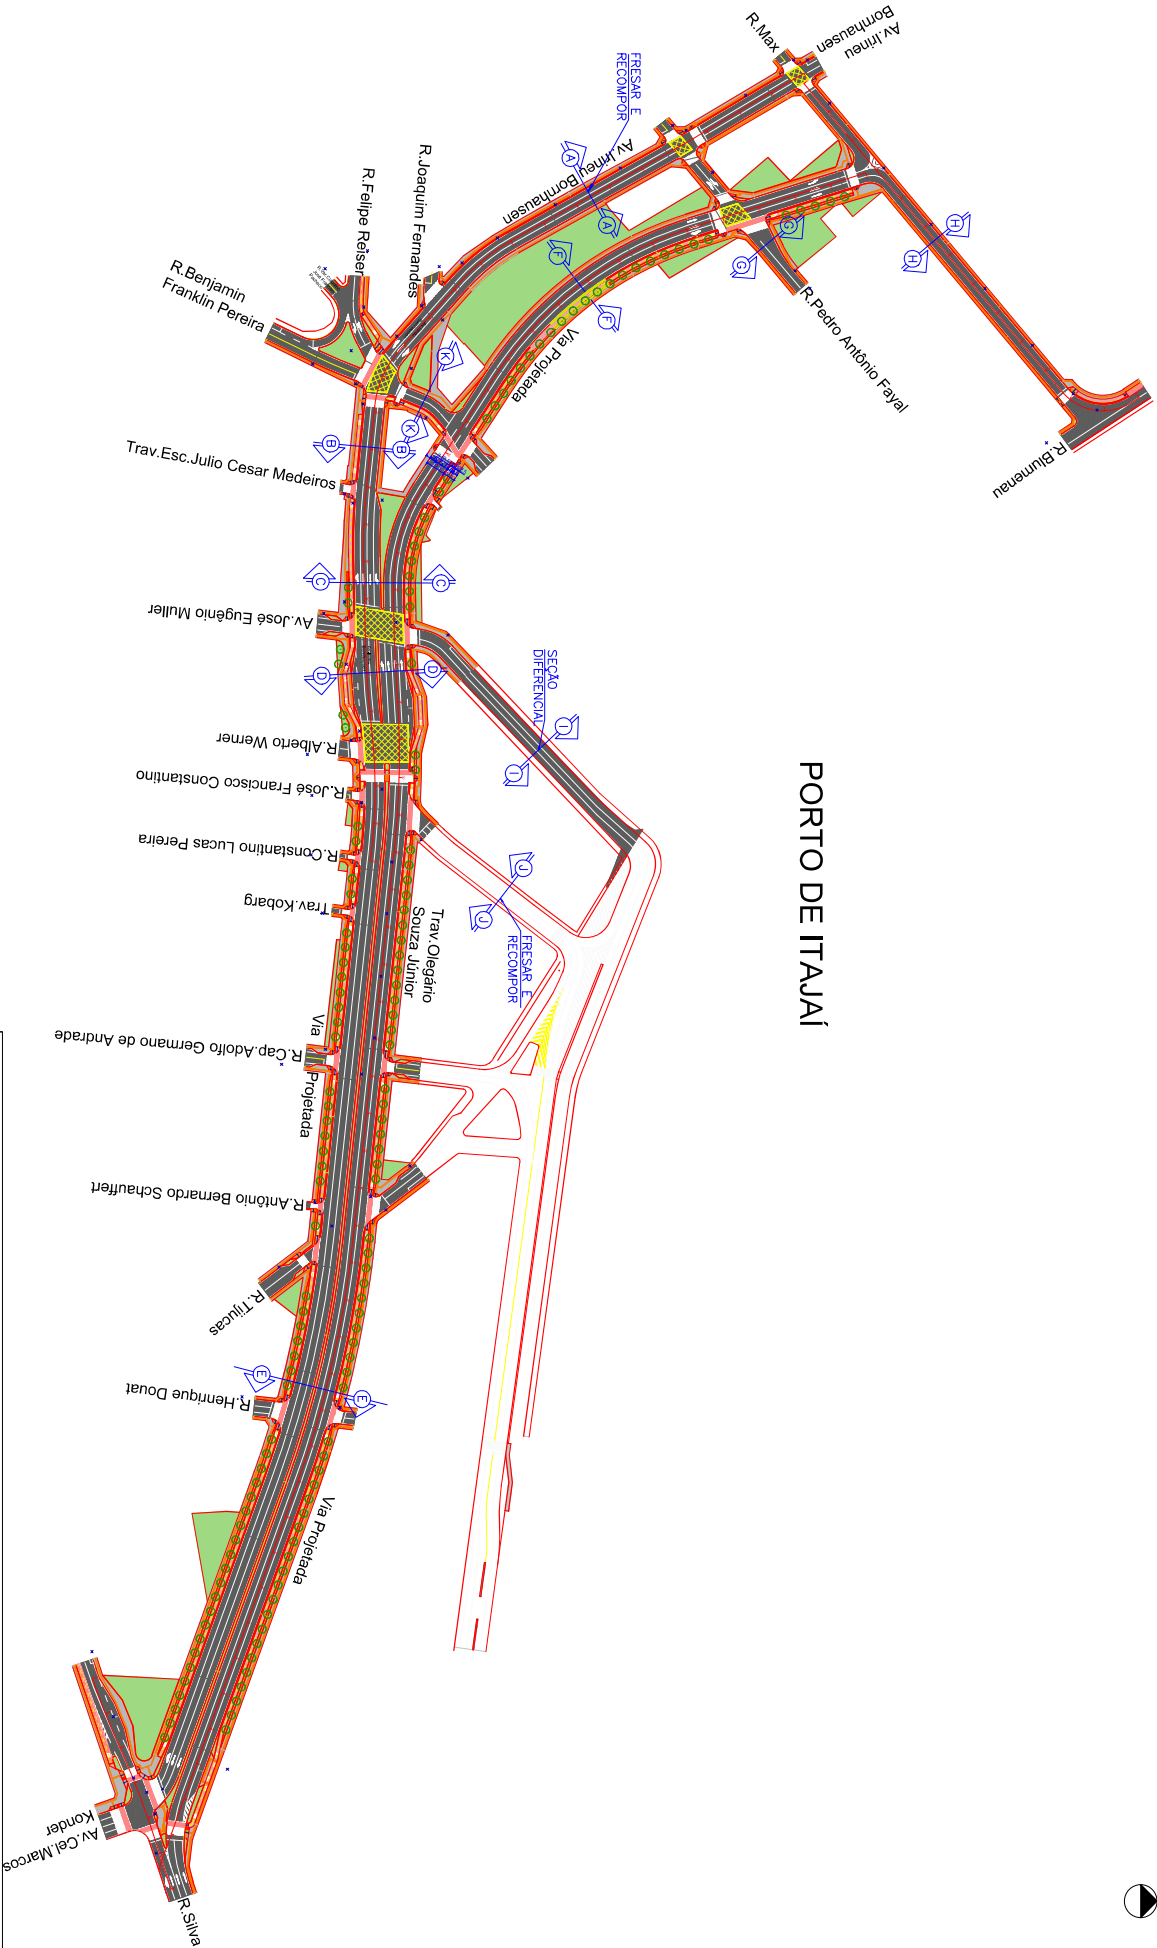 Av.Irineu
Bornhausen
R.Max
FRESAR E
RECOMPOR
A
A
Av.Irineu Bornhausen
R.Joaquim Fernandes
R.Felipe Reiser
R.Benjamin
Franklin Pereira
H
H
G
G
F
F
R.Pedro Antônio Fayal
Via Projetada
R.Blumenau
K
K
B
B
Trav.Esc.Julio Cesar Medeiros
C
C
Av.José Eugênio Muller
D
D
SEÇÃO
DIFERENCIAL
I
I
R.Alberto Werner
R.José Francisco Constantino
PORTO DE ITAJAÍ
R.Constantino Lucas Pereira
J
J
Trav.Kobarg
Trav.Olegário
Souza Júnior
FRESAR E
RECOMPOR
Via Projetada
R.Cap.Adolfo Germano de Andrade
R.Antônio Bernardo Schauffert
R.Tijucas
E
E
R.Henrique Douat
Via Projetada
Av.Cel.Marcos
Konder
R.Silva